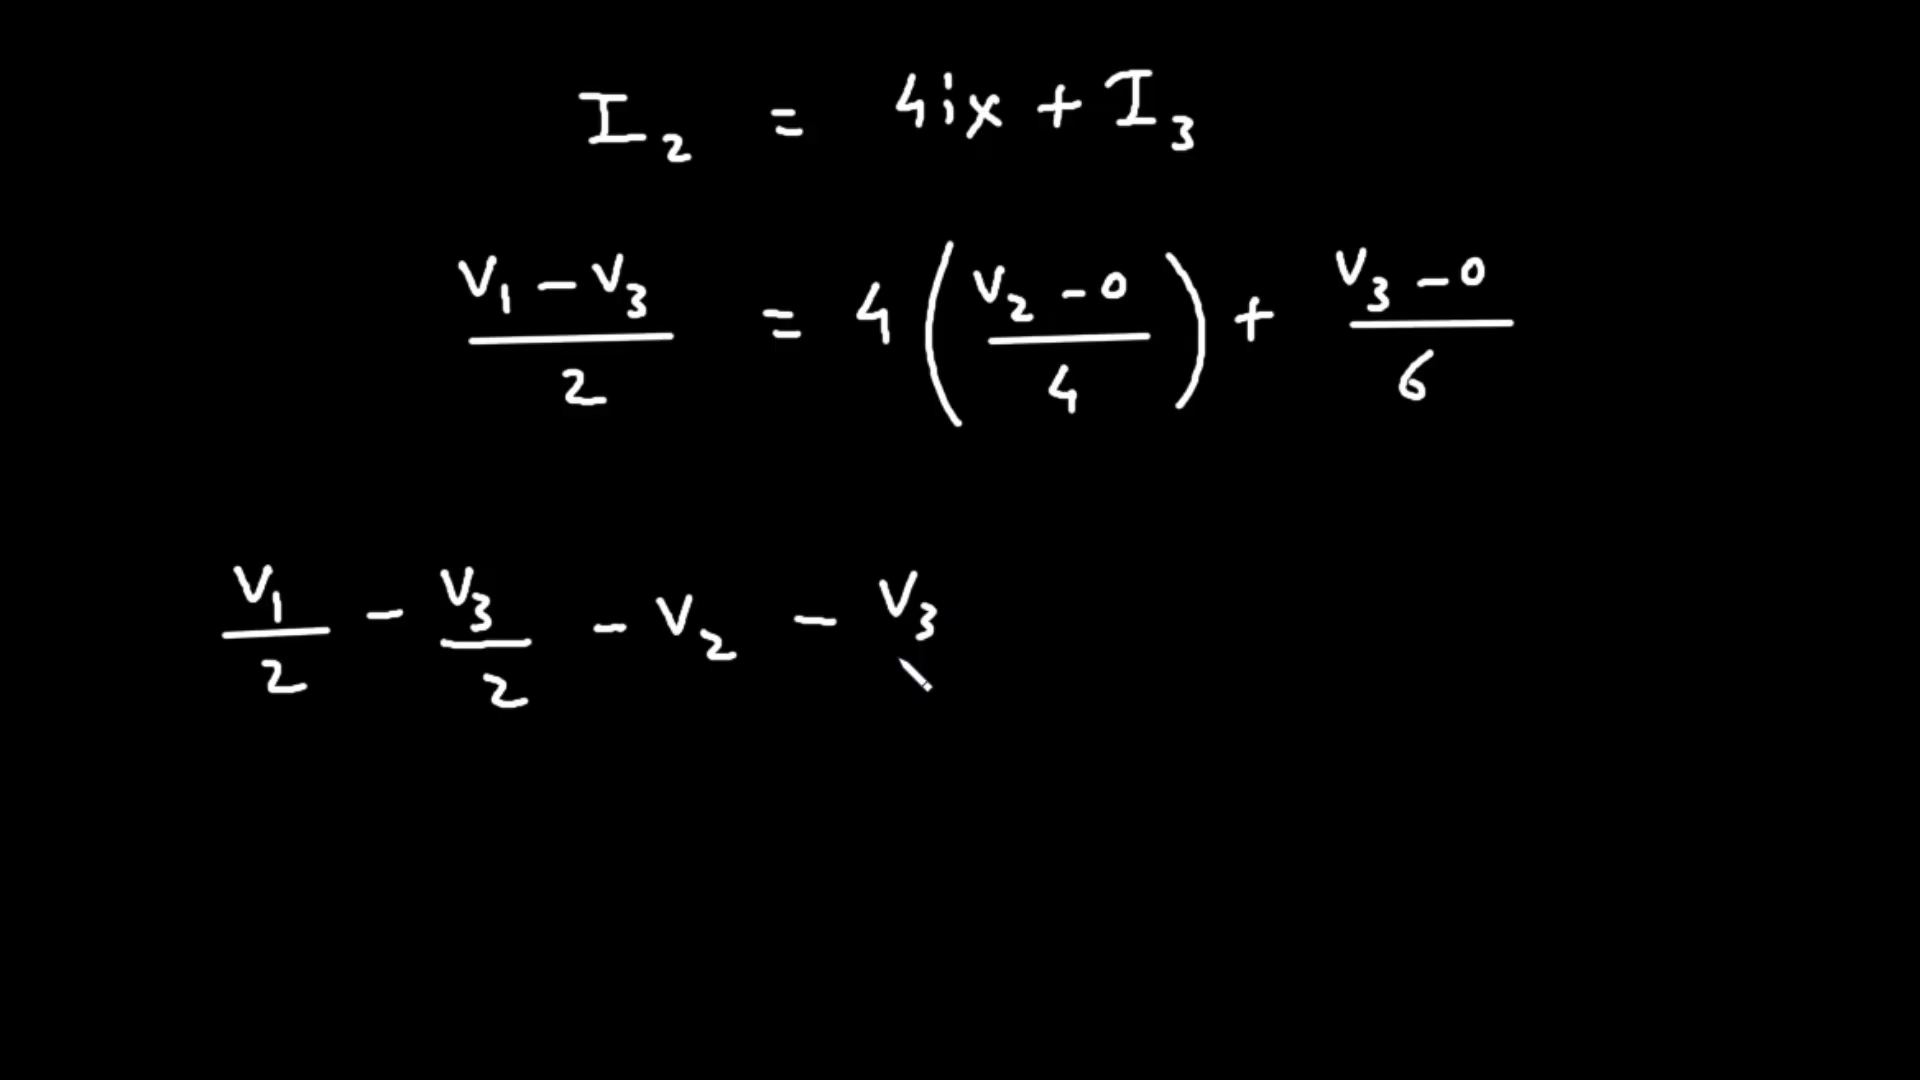 I₂ = 4ix + I₃
(V₁ - V₃)/2 = 4((V₂ - 0)/4) + (V₃ - 0)/6
V₁/2 - V₃/2 - V₂ - V₃